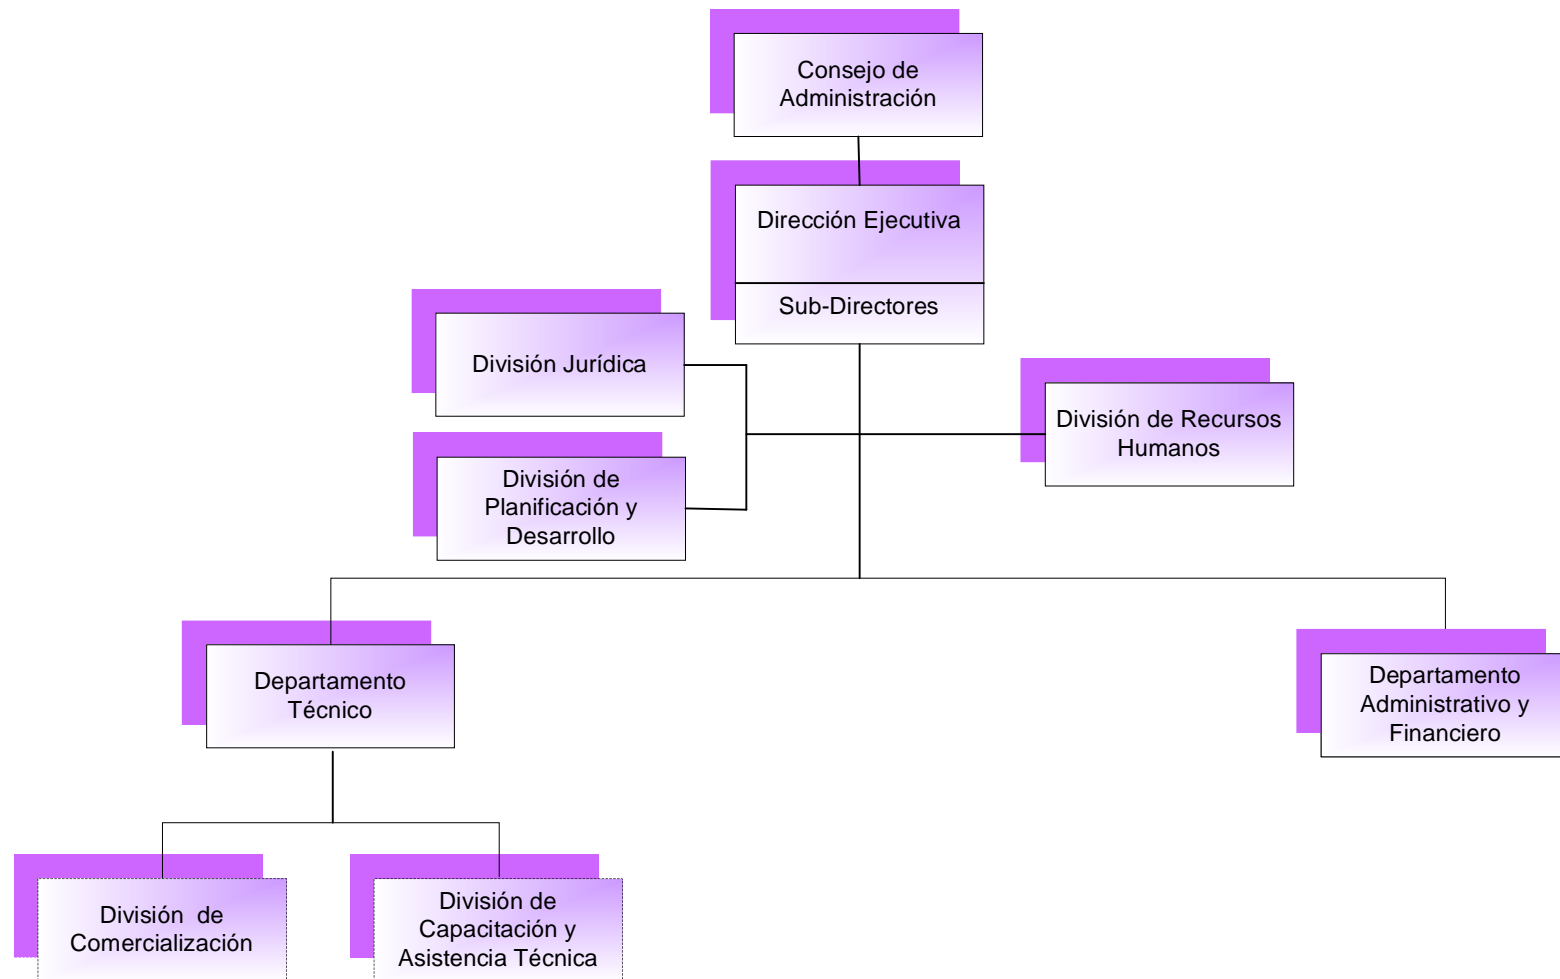 Consejo de
Administración
Dirección Ejecutiva
Sub-Directores
División Jurídica
División de Recursos
Humanos
División de
Planificación y
Desarrollo
Departamento
Técnico
Departamento
Administrativo y
Financiero
División  de
Comercialización
División de
Capacitación y
Asistencia Técnica